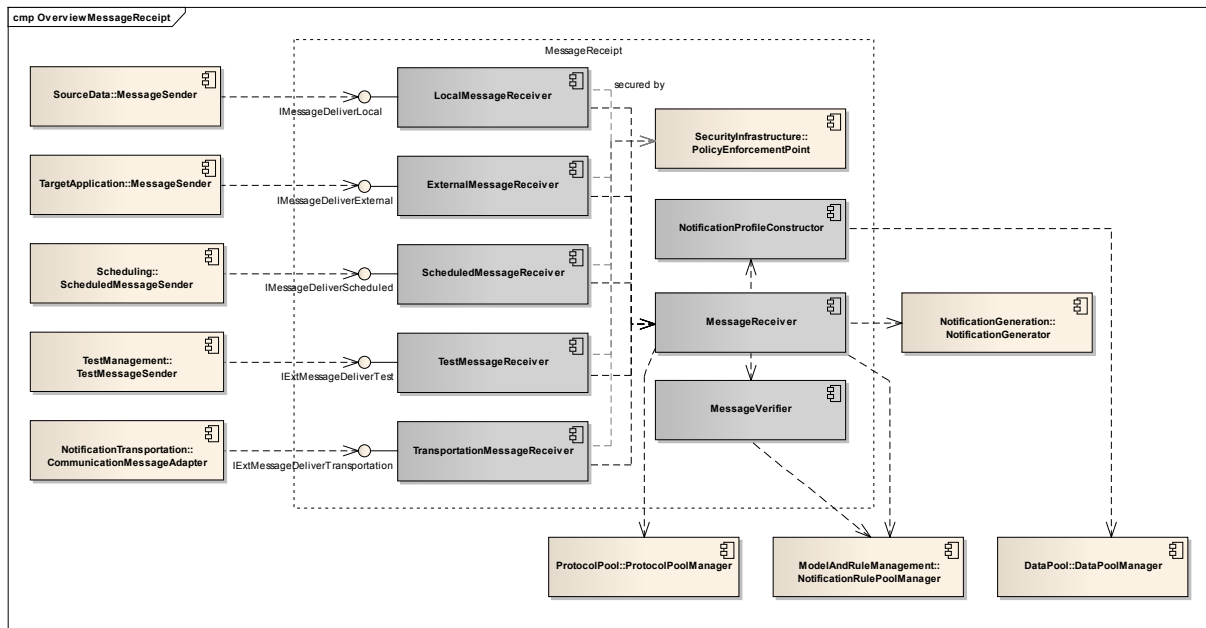 cmp OverviewMessageReceipt
MessageReceipt
SourceData::MessageSender
IMessageDeliverLocal
LocalMessageReceiver
secured by
SecurityInfrastructure::
PolicyEnforcementPoint
TargetApplication::MessageSender
IMessageDeliverExternal
ExternalMessageReceiver
NotificationProfileConstructor
Scheduling::
ScheduledMessageSender
IMessageDeliverScheduled
ScheduledMessageReceiver
MessageReceiver
NotificationGeneration::
NotificationGenerator
TestManagement::
TestMessageSender
IExtMessageDeliverTest
TestMessageReceiver
MessageVerifier
NotificationTransportation::
CommunicationMessageAdapter
IExtMessageDeliverTransportation
TransportationMessageReceiver
ProtocolPool::ProtocolPoolManager
ModelAndRuleManagement::
NotificationRulePoolManager
DataPool::DataPoolManager